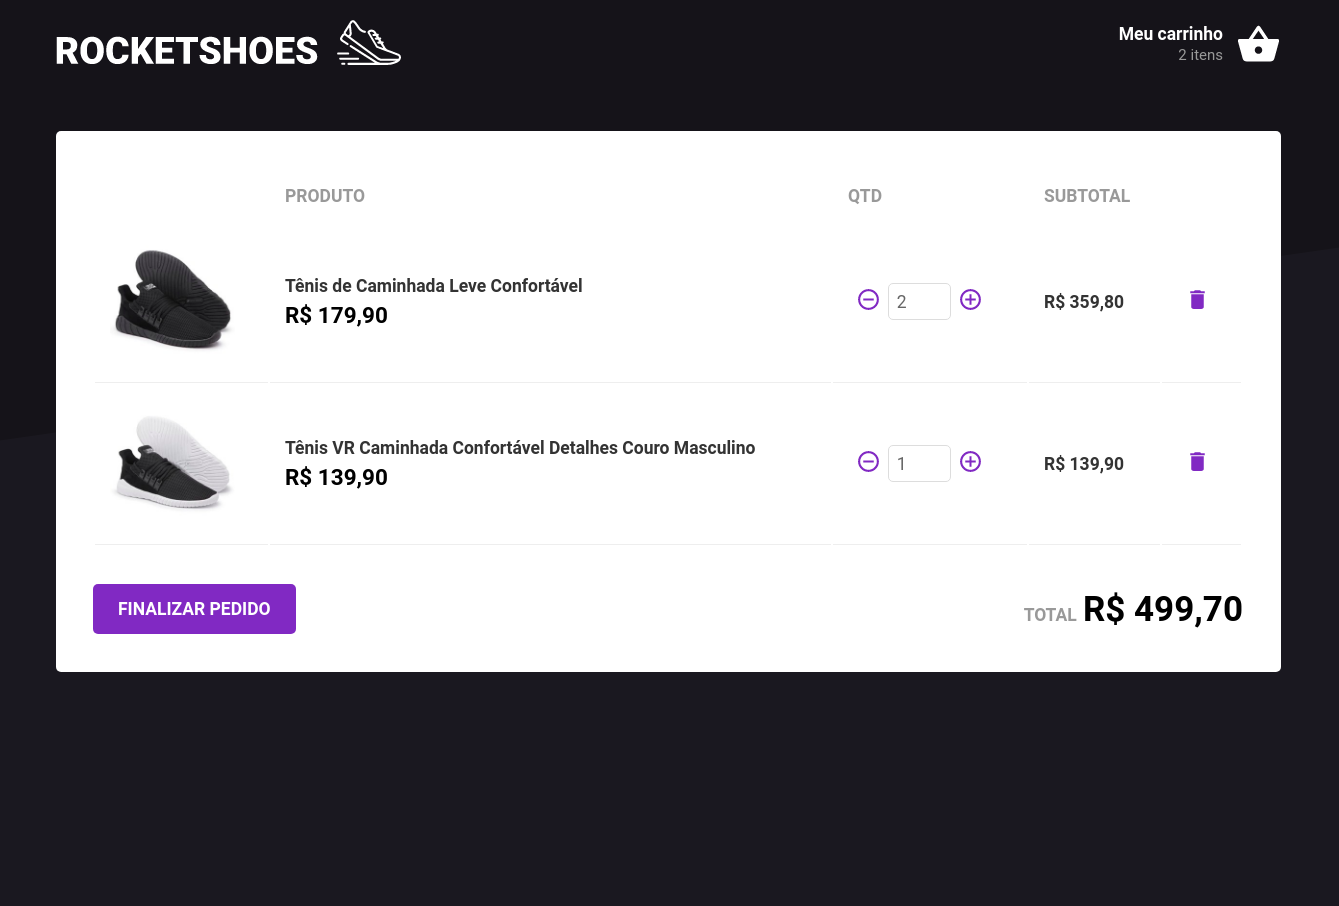 ROCKETSHOES
Meu carrinho
2 itens
PRODUTO QTD SUBTOTAL
Tênis de Caminhada Leve Confortável
R$ 179,90
2
R$ 359,80
Tênis VR Caminhada Confortável Detalhes Couro Masculino
R$ 139,90
1
R$ 139,90
FINALIZAR PEDIDO
TOTAL R$ 499,70